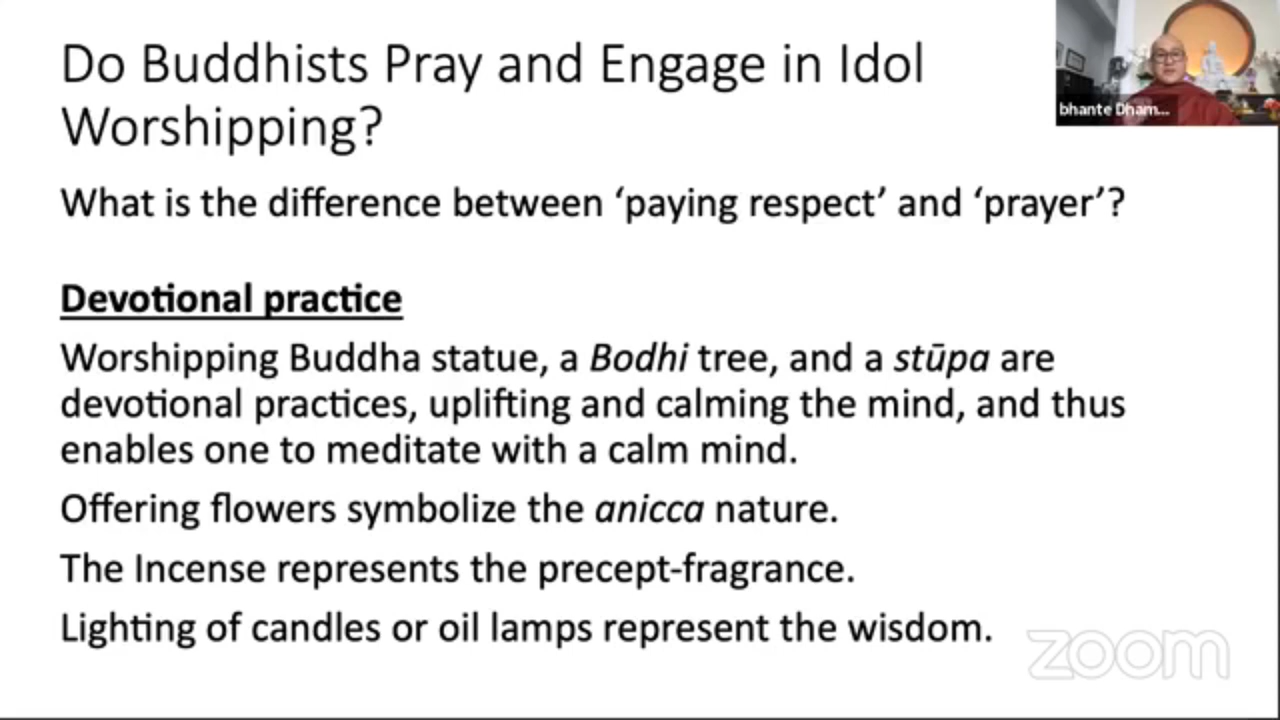 Do Buddhists Pray and Engage in Idol
Worshipping?
bhante Dham...
What is the difference between ‘paying respect’ and ‘prayer’?
Devotional practice
Worshipping Buddha statue, a Bodhi tree, and a stūpa are
devotional practices, uplifting and calming the mind, and thus
enables one to meditate with a calm mind.
Offering flowers symbolize the anicca nature.
The Incense represents the precept-fragrance.
Lighting of candles or oil lamps represent the wisdom.
zoom